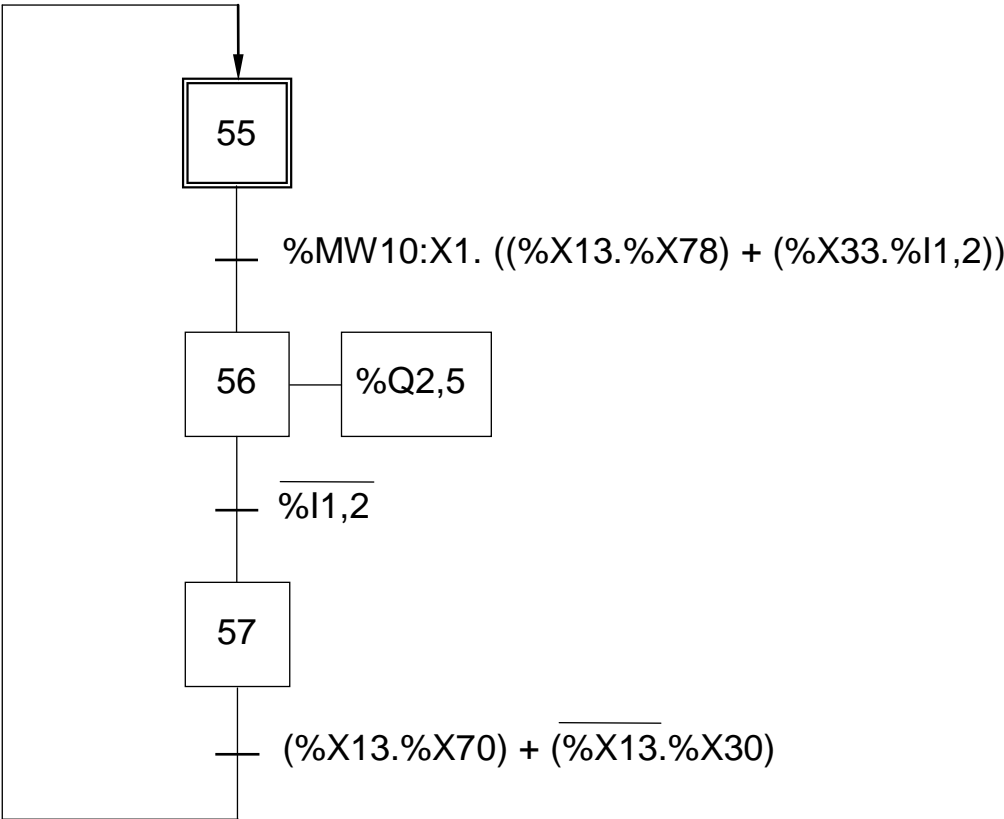 55
%MW10:X1. ((%X13.%X78) + (%X33.%I1,2))
56 %Q2,5
%I1,2
57
(%X13.%X70) + (%X13.%X30)